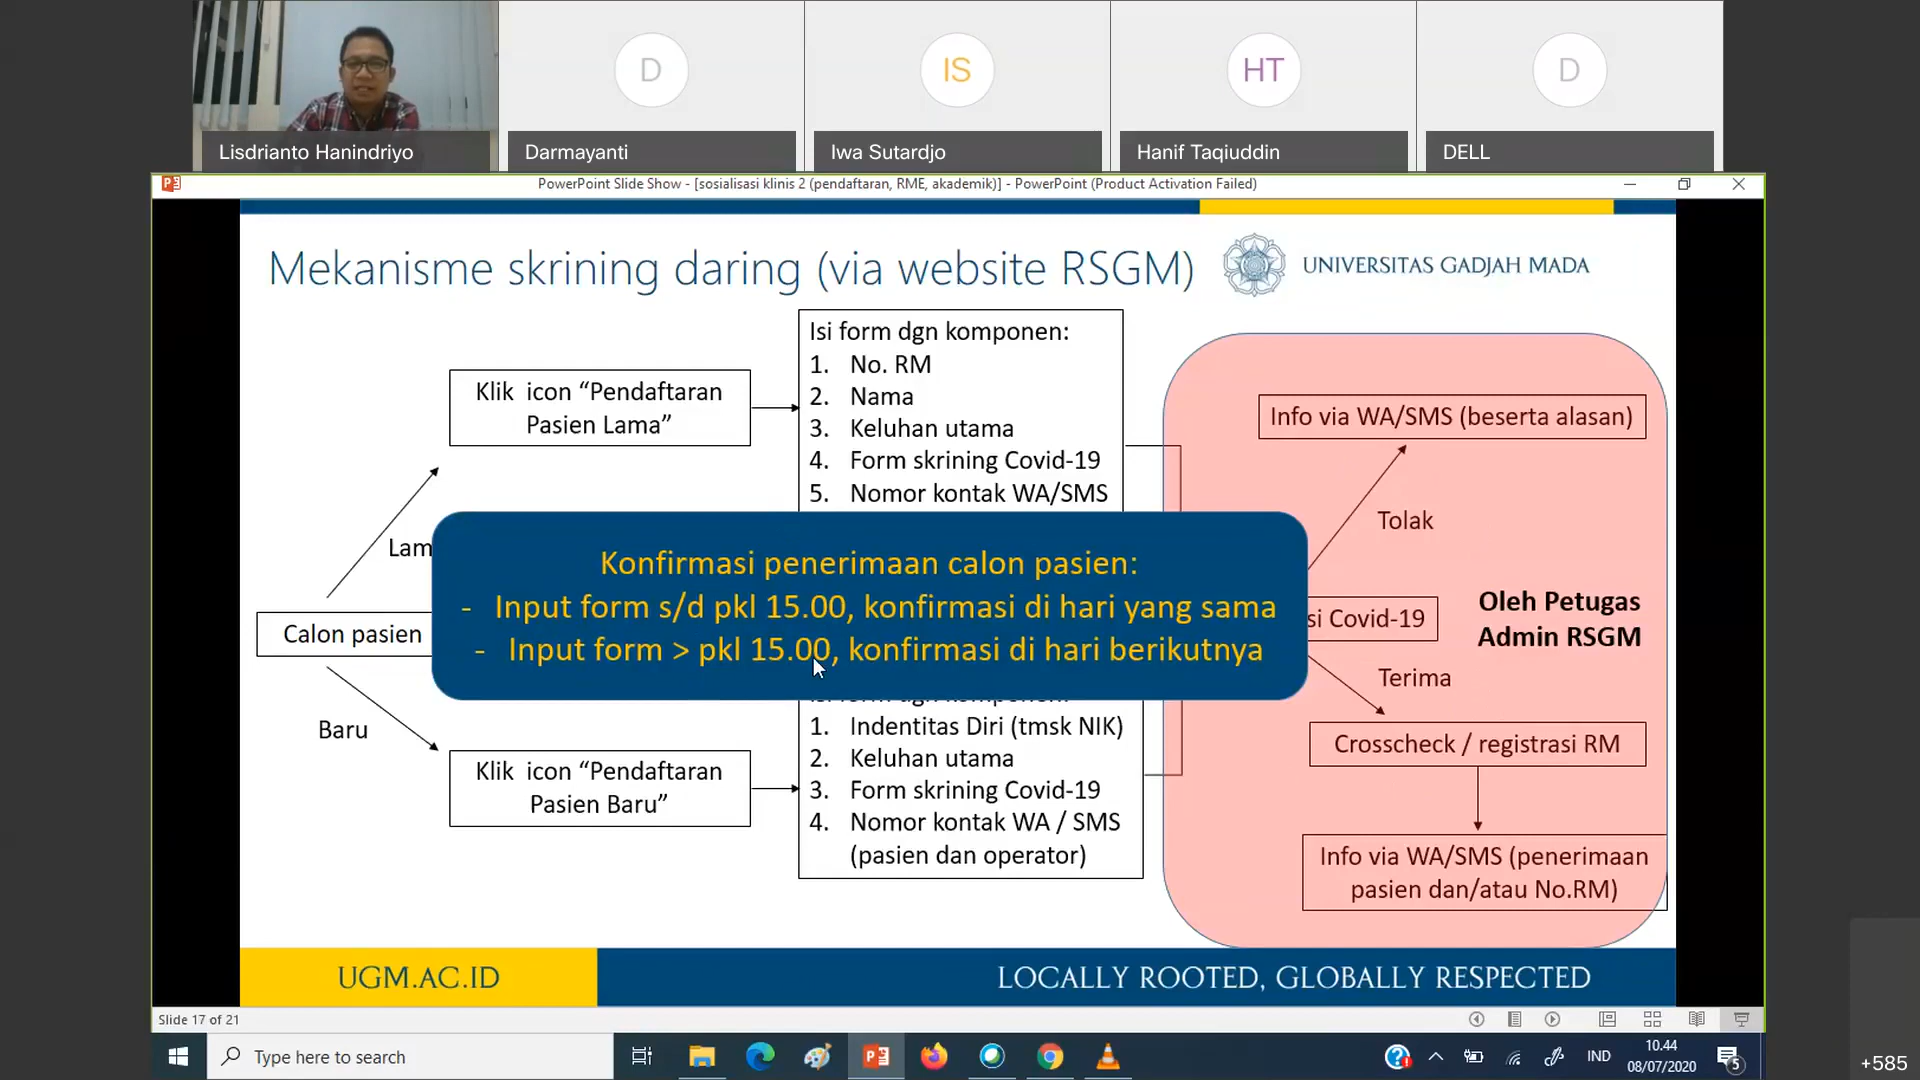 D
IS
HT
D
Lisdrianto Hanindriyo
Darmayanti
Iwa Sutardjo
Hanif Taqiuddin
DELL
PowerPoint Slide Show - [sosialisasi klinis 2 (pendaftaran, RME, akademik)] - PowerPoint (Product Activation Failed)
Mekanisme skrining daring (via website RSGM)
UNIVERSITAS GADJAH MADA
Isi form dgn komponen:
1. No. RM
2. Nama
3. Keluhan utama
4. Form skrining Covid-19
5. Nomor kontak WA/SMS
Klik icon “Pendaftaran
Pasien Lama”
Info via WA/SMS (beserta alasan)
Tolak
Lam
Konfirmasi penerimaan calon pasien:
- Input form s/d pkl 15.00, konfirmasi di hari yang sama
- Input form > pkl 15.00, konfirmasi di hari berikutnya
Calon pasien
si Covid-19
Oleh Petugas
Admin RSGM
Terima
Baru
1. Indentitas Diri (tmsk NIK)
2. Keluhan utama
3. Form skrining Covid-19
4. Nomor kontak WA / SMS
(pasien dan operator)
Klik icon “Pendaftaran
Pasien Baru”
Crosscheck / registrasi RM
Info via WA/SMS (penerimaan
pasien dan/atau No.RM)
UGM.AC.ID
LOCALLY ROOTED, GLOBALLY RESPECTED
Slide 17 of 21
Type here to search
IND
10.44
08/07/2020
5
+585